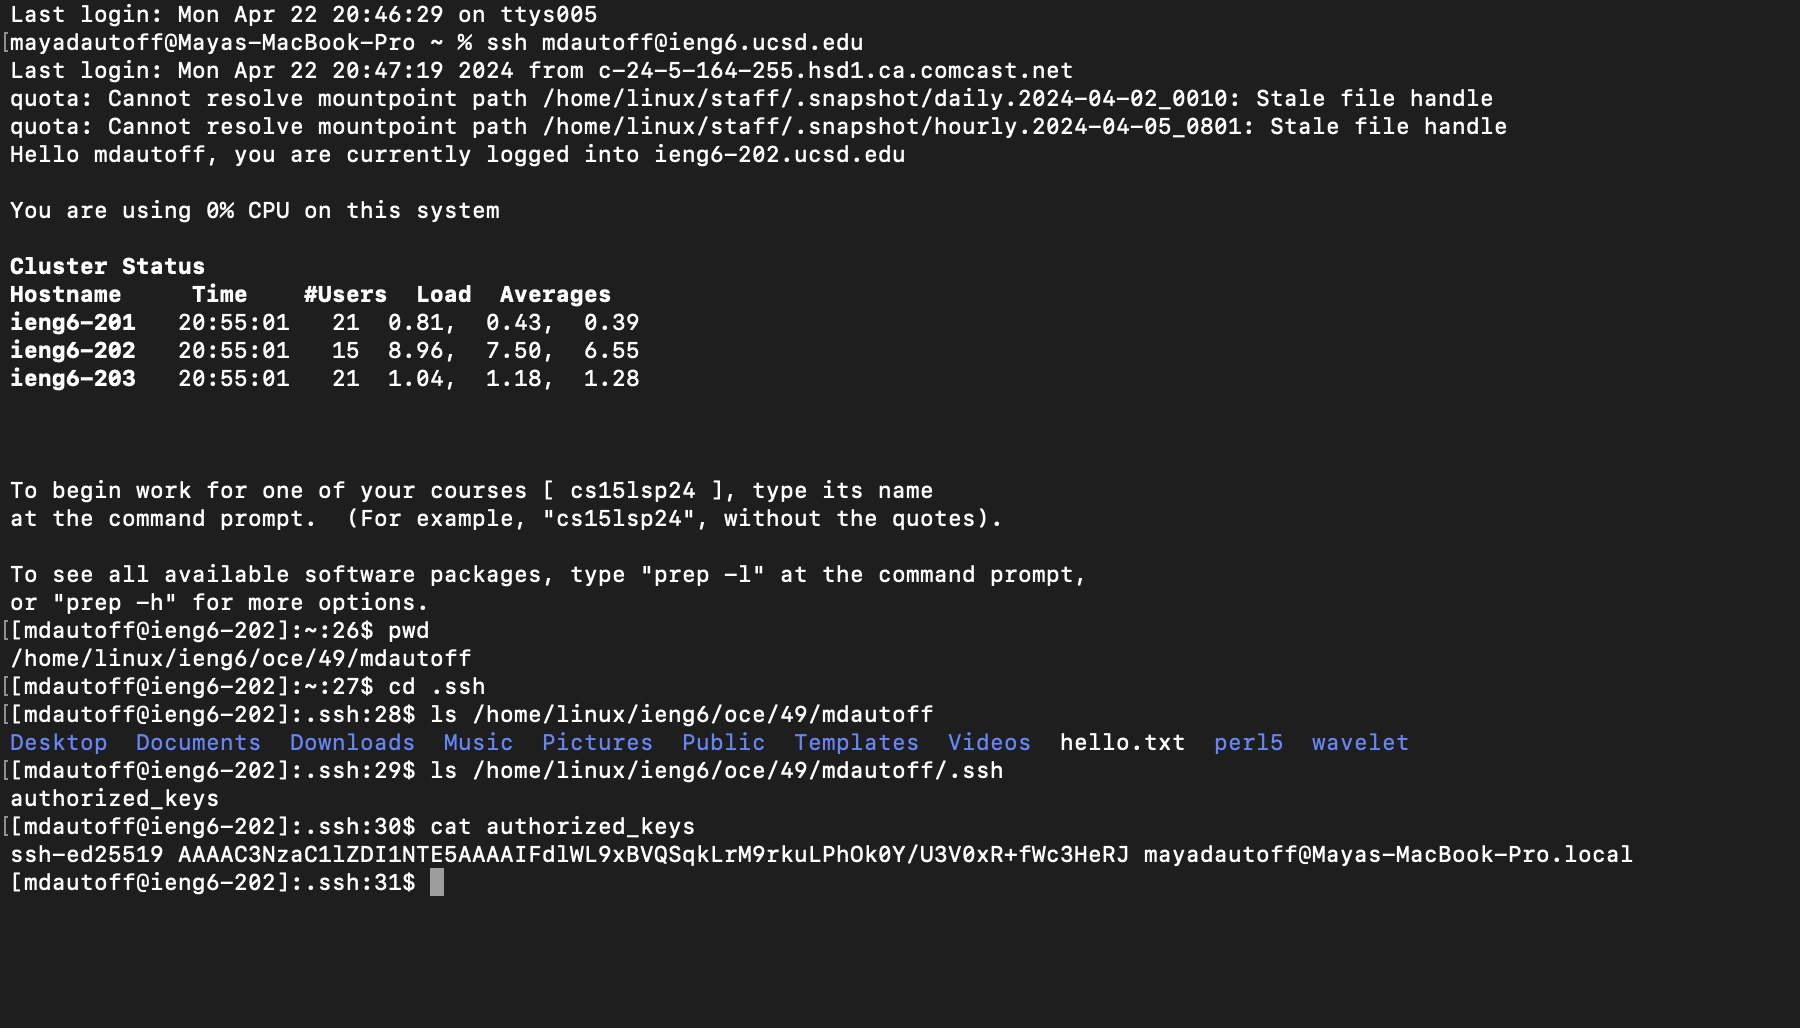 Last login: Mon Apr 22 20:46:29 on ttys005
[mayadautoff@Mayas-MacBook-Pro ~ % ssh mdautoff@ieng6.ucsd.edu
Last login: Mon Apr 22 20:47:19 2024 from c-24-5-164-255.hsd1.ca.comcast.net
quota: Cannot resolve mountpoint path /home/linux/staff/.snapshot/daily.2024-04-02_0010: Stale file handle
quota: Cannot resolve mountpoint path /home/linux/staff/.snapshot/hourly.2024-04-05_0801: Stale file handle
Hello mdautoff, you are currently logged into ieng6-202.ucsd.edu
You are using 0% CPU on this system
Cluster Status
Hostname     Time    #Users  Load  Averages
ieng6-201   20:55:01   21  0.81,  0.43,  0.39
ieng6-202   20:55:01   15  8.96,  7.50,  6.55
ieng6-203   20:55:01   21  1.04,  1.18,  1.28
To begin work for one of your courses [ cs15lsp24 ], type its name
at the command prompt.  (For example, "cs15lsp24", without the quotes).
To see all available software packages, type "prep -l" at the command prompt,
or "prep -h" for more options.
[[mdautoff@ieng6-202]:~:26$ pwd
/home/linux/ieng6/oce/49/mdautoff
[[mdautoff@ieng6-202]:~:27$ cd .ssh
[[mdautoff@ieng6-202]:.ssh:28$ ls /home/linux/ieng6/oce/49/mdautoff
Desktop  Documents  Downloads  Music  Pictures  Public  Templates  Videos  hello.txt  perl5  wavelet
[[mdautoff@ieng6-202]:.ssh:29$ ls /home/linux/ieng6/oce/49/mdautoff/.ssh
authorized_keys
[[mdautoff@ieng6-202]:.ssh:30$ cat authorized_keys
ssh-ed25519 AAAAC3NzaC1lZDI1NTE5AAAAIFdlWL9xBVQSqkLrM9rkuLPhOk0Y/U3V0xR+fWc3HeRJ mayadautoff@Mayas-MacBook-Pro.local
[mdautoff@ieng6-202]:.ssh:31$